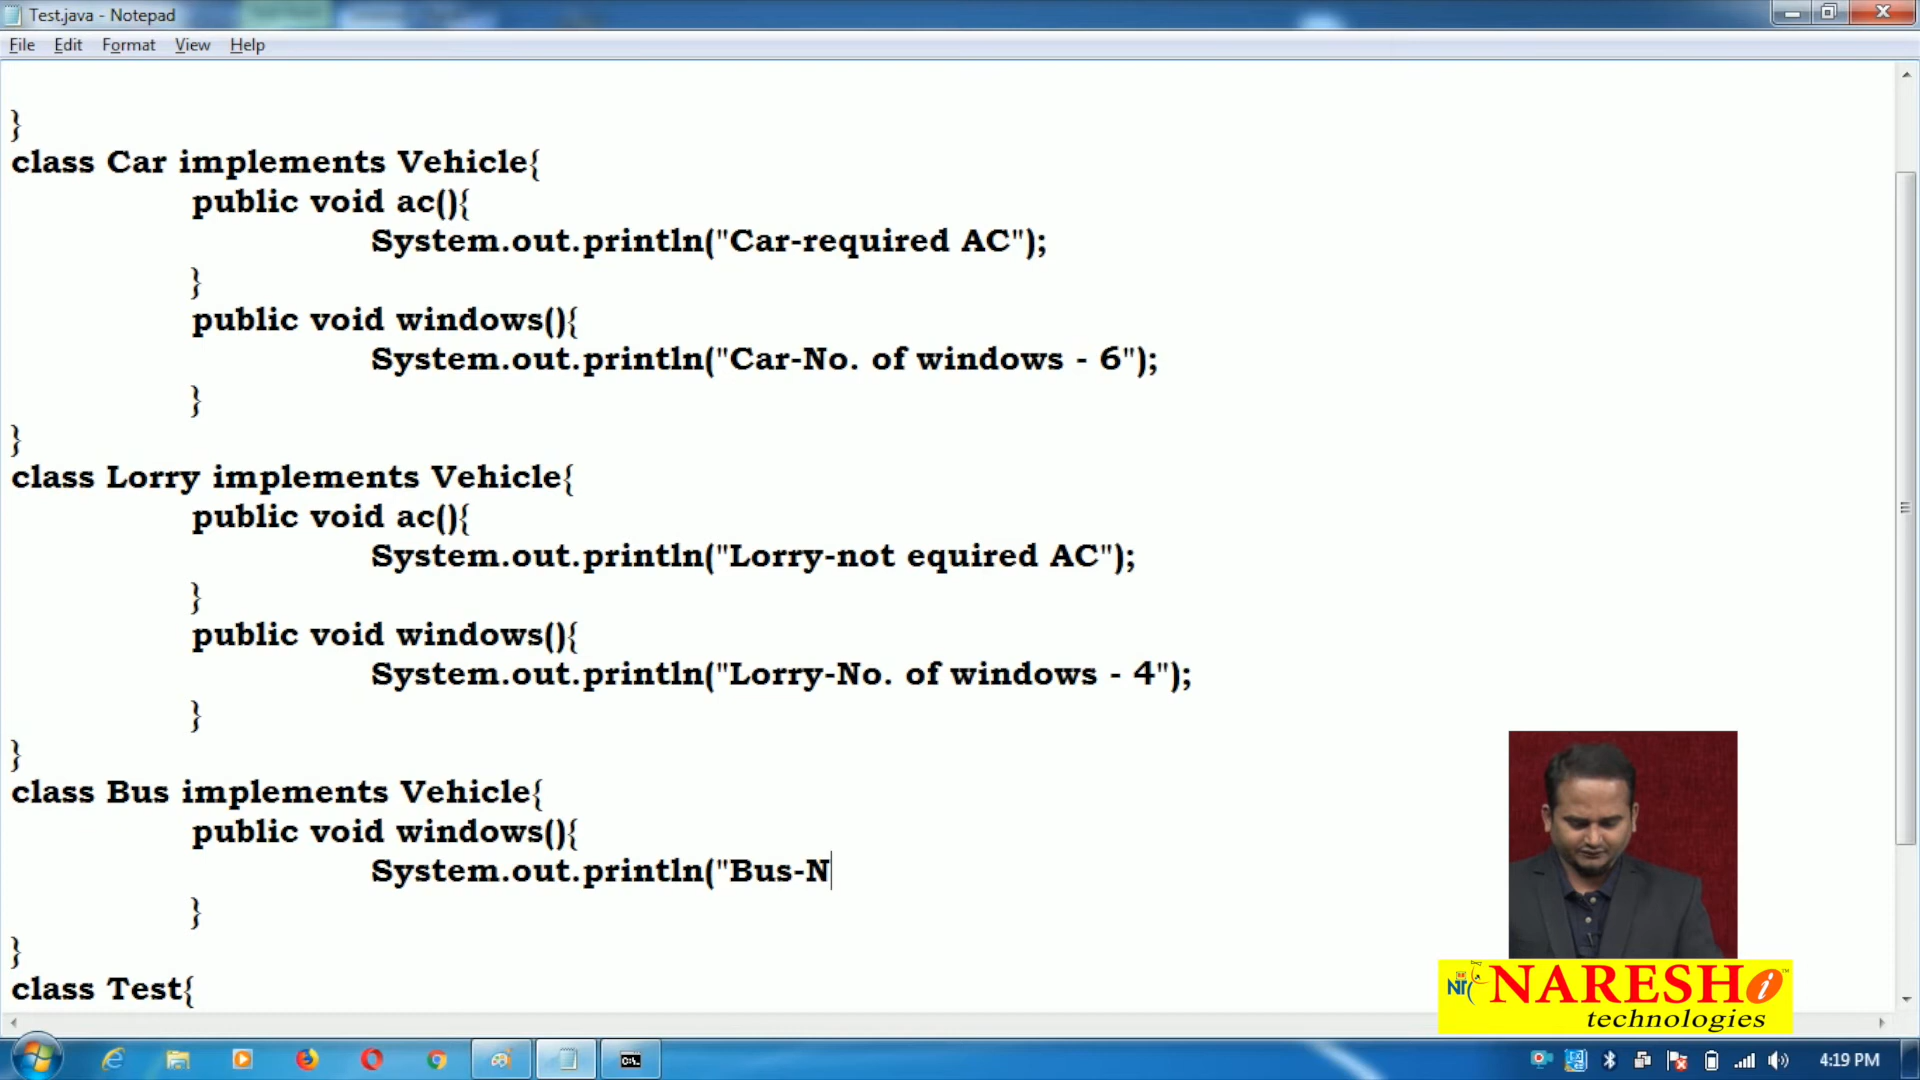 Test.java - Notepad
File Edit Format View Help
}
class Car implements Vehicle{
public void ac(){
System.out.println("Car-required AC");
}
public void windows(){
System.out.println("Car-No. of windows - 6");
}
}
class Lorry implements Vehicle{
public void ac(){
System.out.println("Lorry-not equired AC");
}
public void windows(){
System.out.println("Lorry-No. of windows - 4");
}
}
class Bus implements Vehicle{
public void windows(){
System.out.println("Bus-N
}
}
class Test{
NARESH i
technologies
4:19 PM